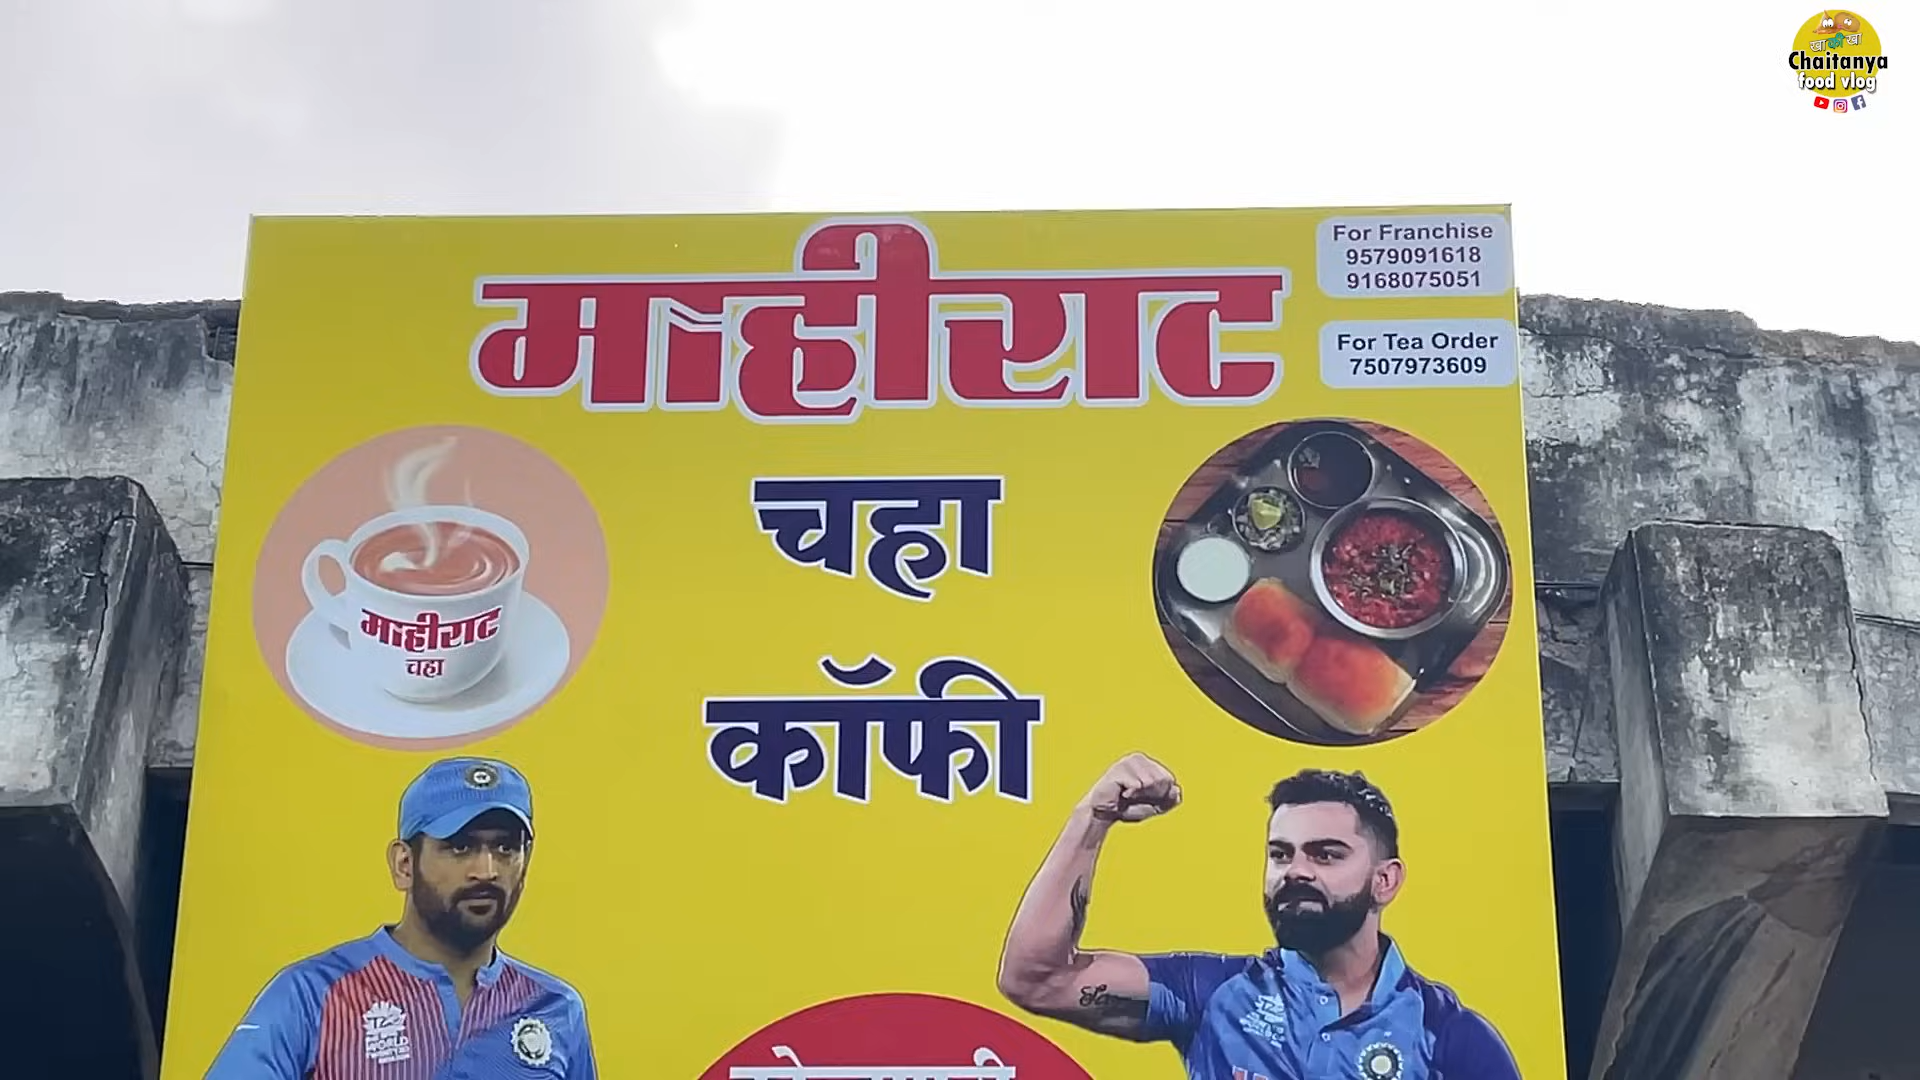 खा की खा
Chaitanya
food vlog
माहीराट
For Franchise
9579091618
9168075051
For Tea Order
7507973609
चहा
कॉफी
माहीराट
चहा